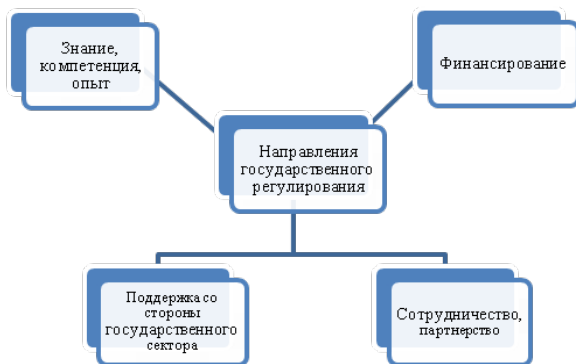 Знание,
компетенция,
опыт
Финансирование
Направления
государственного
регулирования
Поддержка со
стороны
государственного
сектора
Сотрудничество,
партнерство